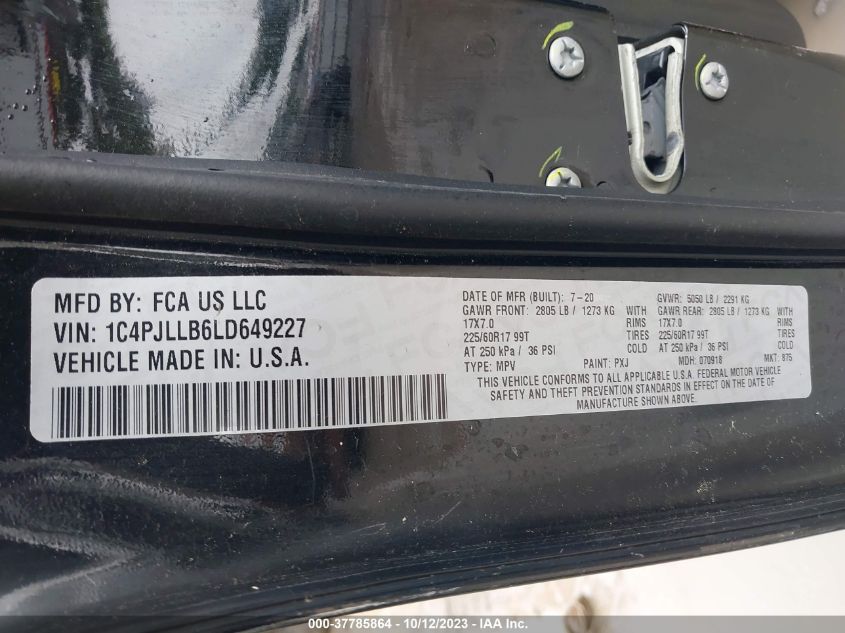 MFD BY: FCA US LLC
VIN: 1C4PJLLB6LD649227
VEHICLE MADE IN: U.S.A.
DATE OF MFR (BUILT): 7-20 GVWR: 5050 LB / 2291 KG
GAWR FRONT: 2805 LB / 1273 KG WITH GAWR REAR: 2805 LB / 1273 KG WITH
17X7.0 RIMS 17X7.0 RIMS
225/60R17 99T TIRES 225/60R17 99T TIRES
AT 250 kPa / 36 PSI COLD AT 250 kPa / 36 PSI COLD
TYPE: MPV PAINT: PXJ MDH: 070918 MKT: 875
THIS VEHICLE CONFORMS TO ALL APPLICABLE U.S.A. FEDERAL MOTOR VEHICLE
SAFETY AND THEFT PREVENTION STANDARDS IN EFFECT ON THE DATE OF
MANUFACTURE SHOWN ABOVE.
000-37785864 - 10/12/2023 - IAA Inc.